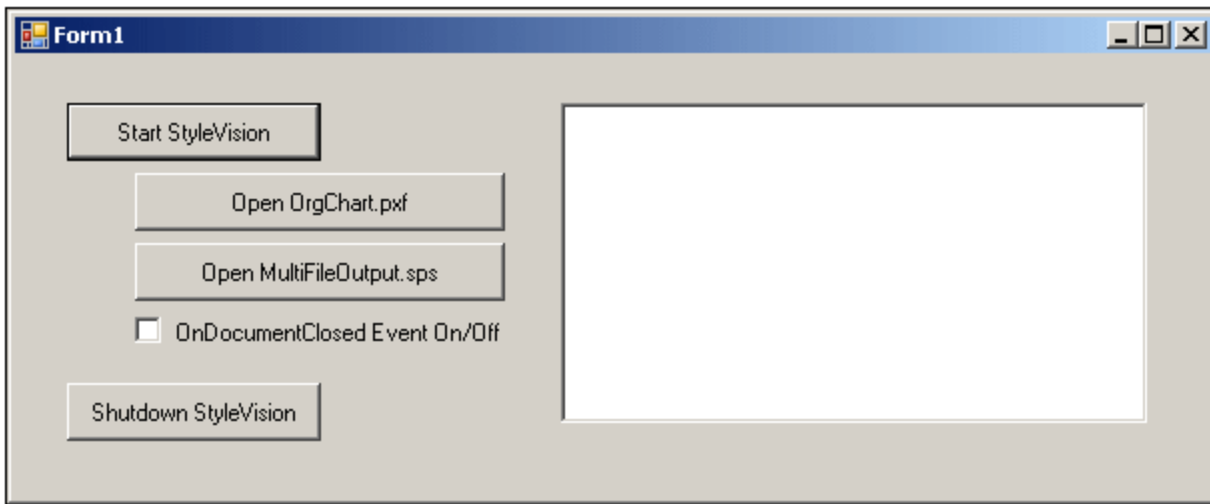 Form1
Start StyleVision
Open OrgChart.pxf
Open MultiFileOutput.sps
OnDocumentClosed Event On/Off
Shutdown StyleVision